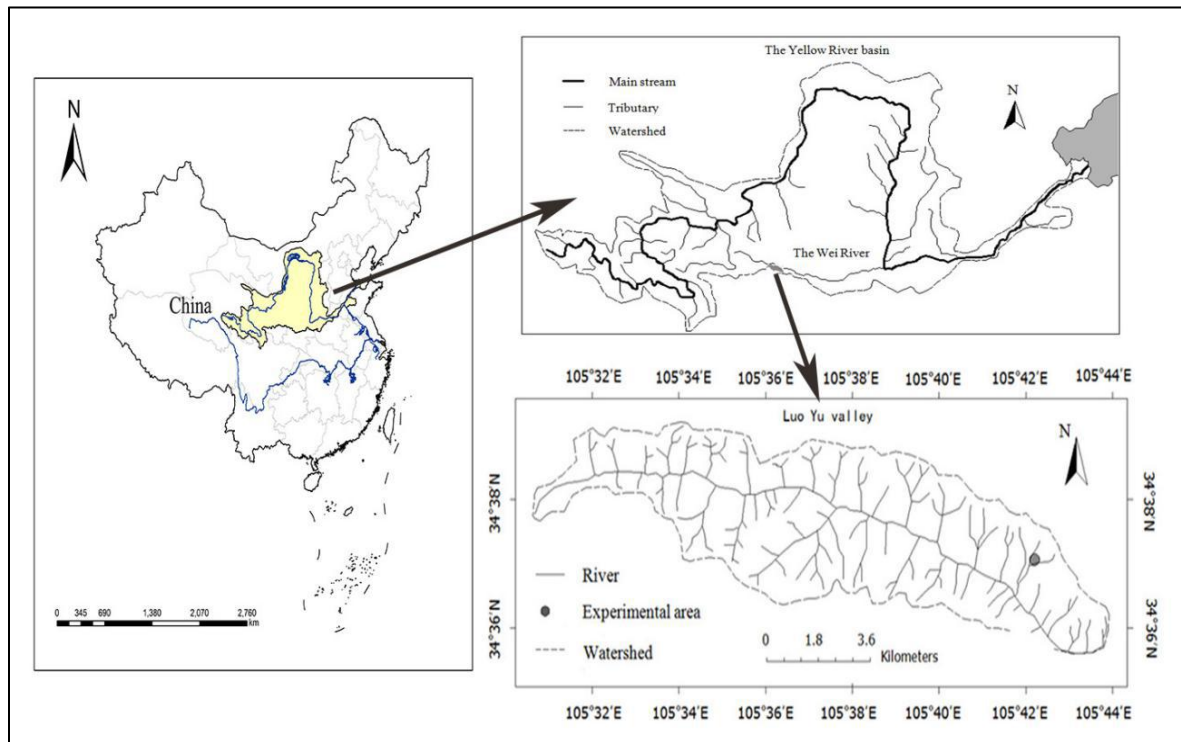 N
China
0 345 690 1,380 2,070 2,760
km
The Yellow River basin
Main stream
Tributary
Watershed
N
The Wei River
105°32′E 105°34′E 105°36′E 105°38′E 105°40′E 105°42′E 105°44′E
Luo Yu valley
N
34°38′N
34°36′N
34°38′N
34°36′N
River
Experimental area
Watershed
0 1.8 3.6
Kilometers
105°32′E 105°34′E 105°36′E 105°38′E 105°40′E 105°42′E 105°44′E